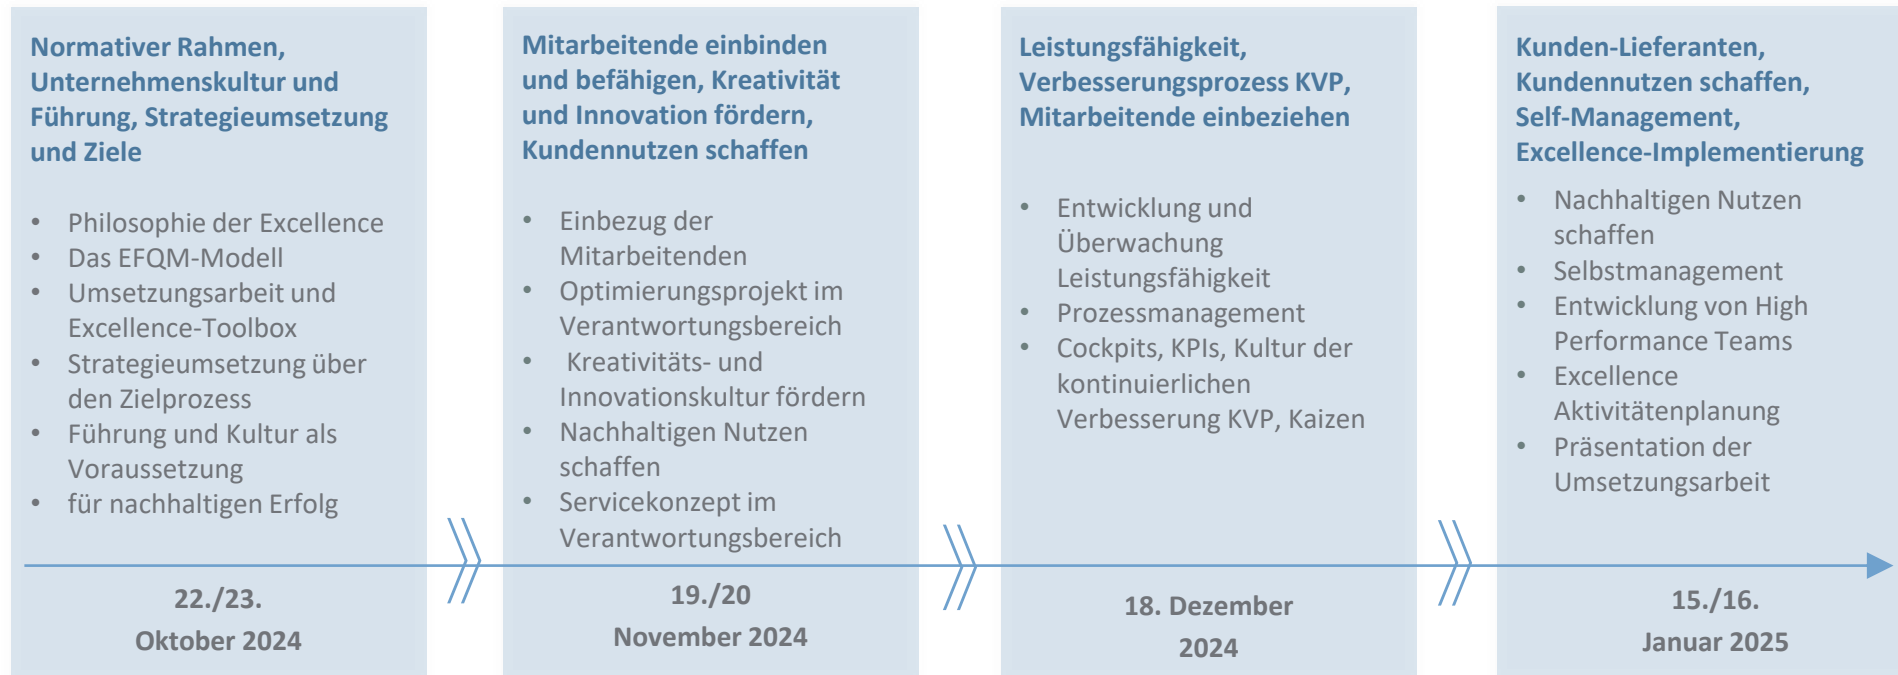 Normativer Rahmen,
Unternehmenskultur und
Führung, Strategieumsetzung
und Ziele
• Philosophie der Excellence
• Das EFQM-Modell
• Umsetzungsarbeit und
Excellence-Toolbox
• Strategieumsetzung über
den Zielprozess
• Führung und Kultur als
Voraussetzung
• für nachhaltigen Erfolg
22./23.
Oktober 2024
Mitarbeitende einbinden
und befähigen, Kreativität
und Innovation fördern,
Kundennutzen schaffen
• Einbezug der
Mitarbeitenden
• Optimierungsprojekt im
Verantwortungsbereich
• Kreativitäts- und
Innovationskultur fördern
• Nachhaltigen Nutzen
schaffen
• Servicekonzept im
Verantwortungsbereich
19./20
November 2024
Leistungsfähigkeit,
Verbesserungsprozess KVP,
Mitarbeitende einbeziehen
• Entwicklung und
Überwachung
Leistungsfähigkeit
• Prozessmanagement
• Cockpits, KPIs, Kultur der
kontinuierlichen
Verbesserung KVP, Kaizen
18. Dezember
2024
Kunden-Lieferanten,
Kundennutzen schaffen,
Self-Management,
Excellence-Implementierung
• Nachhaltigen Nutzen
schaffen
• Selbstmanagement
• Entwicklung von High
Performance Teams
• Excellence
Aktivitätenplanung
• Präsentation der
Umsetzungsarbeit
15./16.
Januar 2025